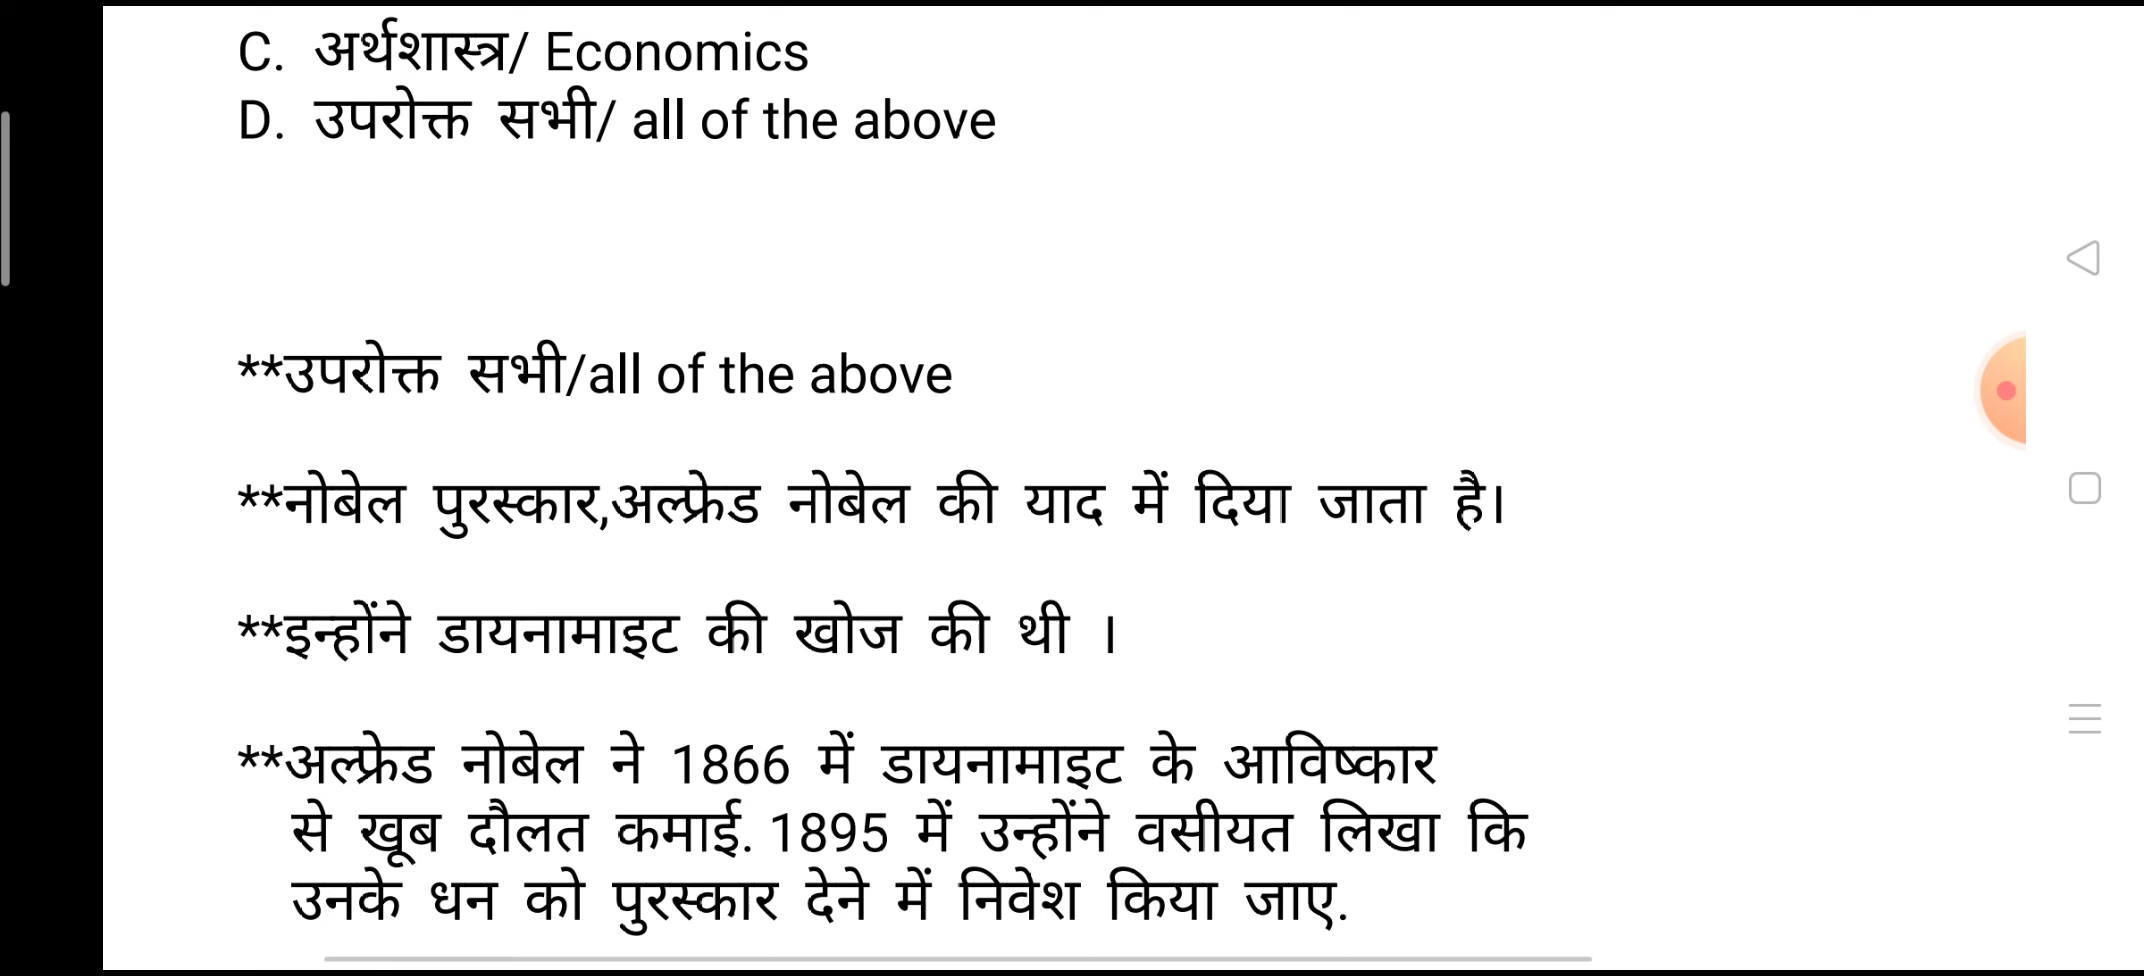 C. अर्थशास्त्र/ Economics
D. उपरोक्त सभी/ all of the above
**उपरोक्त सभी/all of the above
**नोबेल पुरस्कार,अल्फ्रेड नोबेल की याद में दिया जाता है।
**इन्होंने डायनामाइट की खोज की थी ।
**अल्फ्रेड नोबेल ने 1866 में डायनामाइट के आविष्कार
से खूब दौलत कमाई. 1895 में उन्होंने वसीयत लिखा कि
उनके धन को पुरस्कार देने में निवेश किया जाए.